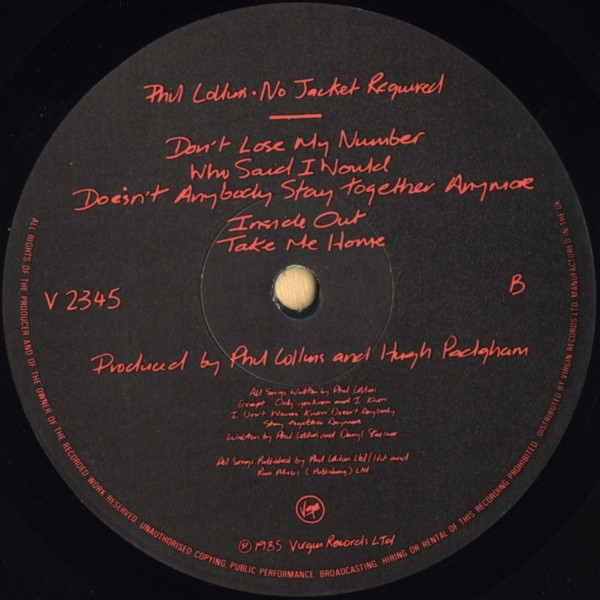 Phil Collins · No Jacket Required
Don't Lose My Number
Who Said I Would
Doesn't Anybody Stay Together Anymore
Inside Out
Take Me Home
V 2345
B
Produced by Phil Collins and Hugh Padgham
All Songs Written by Phil Collins
Except Only you Know and I Know
I Don't Wanna Know Doesn't Anybody
Stay Together Anymore
Written by Phil Collins and Daryl Stuermer
All Songs Published by Phil Collins Ltd/Hit and
Run Music (Publishing) Ltd
Virgin
℗ 1985 Virgin Records Ltd
ALL RIGHTS OF THE PRODUCER AND OF THE OWNER OF THE RECORDED WORK RESERVED. UNAUTHORISED COPYING, PUBLIC PERFORMANCE, BROADCASTING, HIRING OR RENTAL OF THIS RECORDING PROHIBITED. DISTRIBUTED BY VIRGIN RECORDS LTD. MANUFACTURED IN THE UK